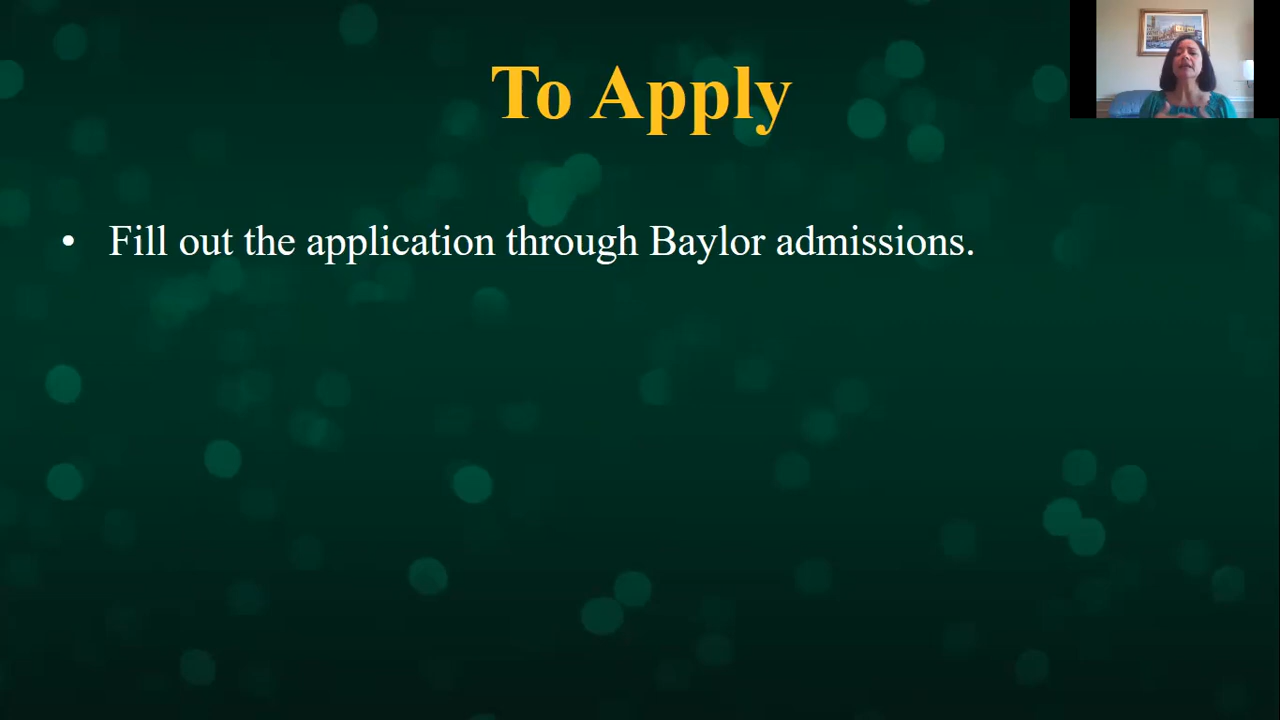 To Apply
• Fill out the application through Baylor admissions.